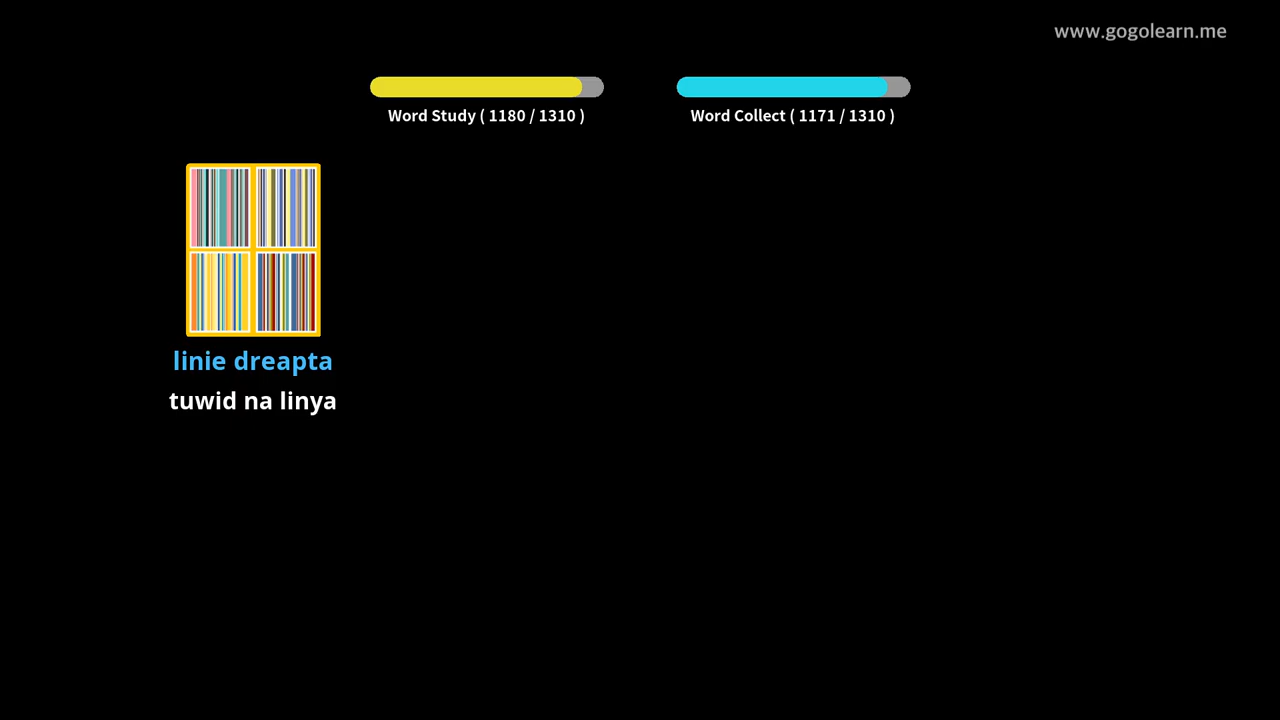 www.gogolearn.me
Word Study ( 1180 / 1310 )
Word Collect ( 1171 / 1310 )
linie dreapta
tuwid na linya